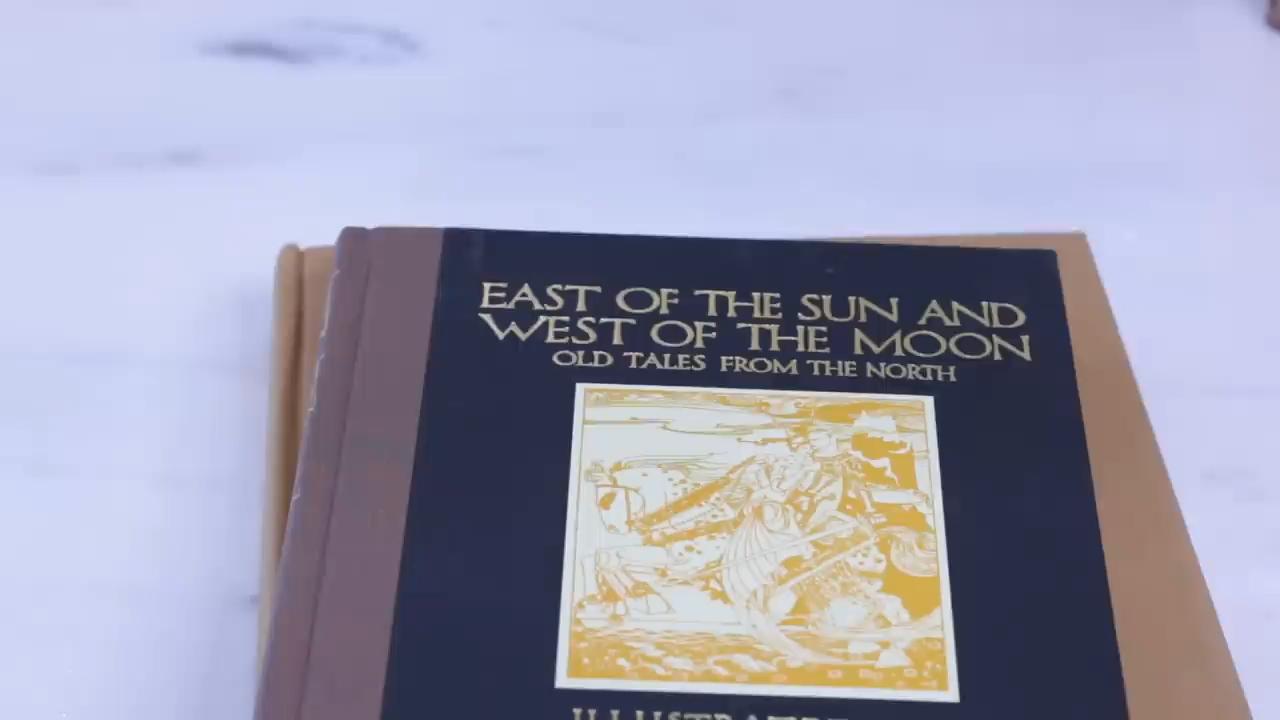 EAST OF THE SUN AND
WEST OF THE MOON
OLD TALES FROM THE NORTH